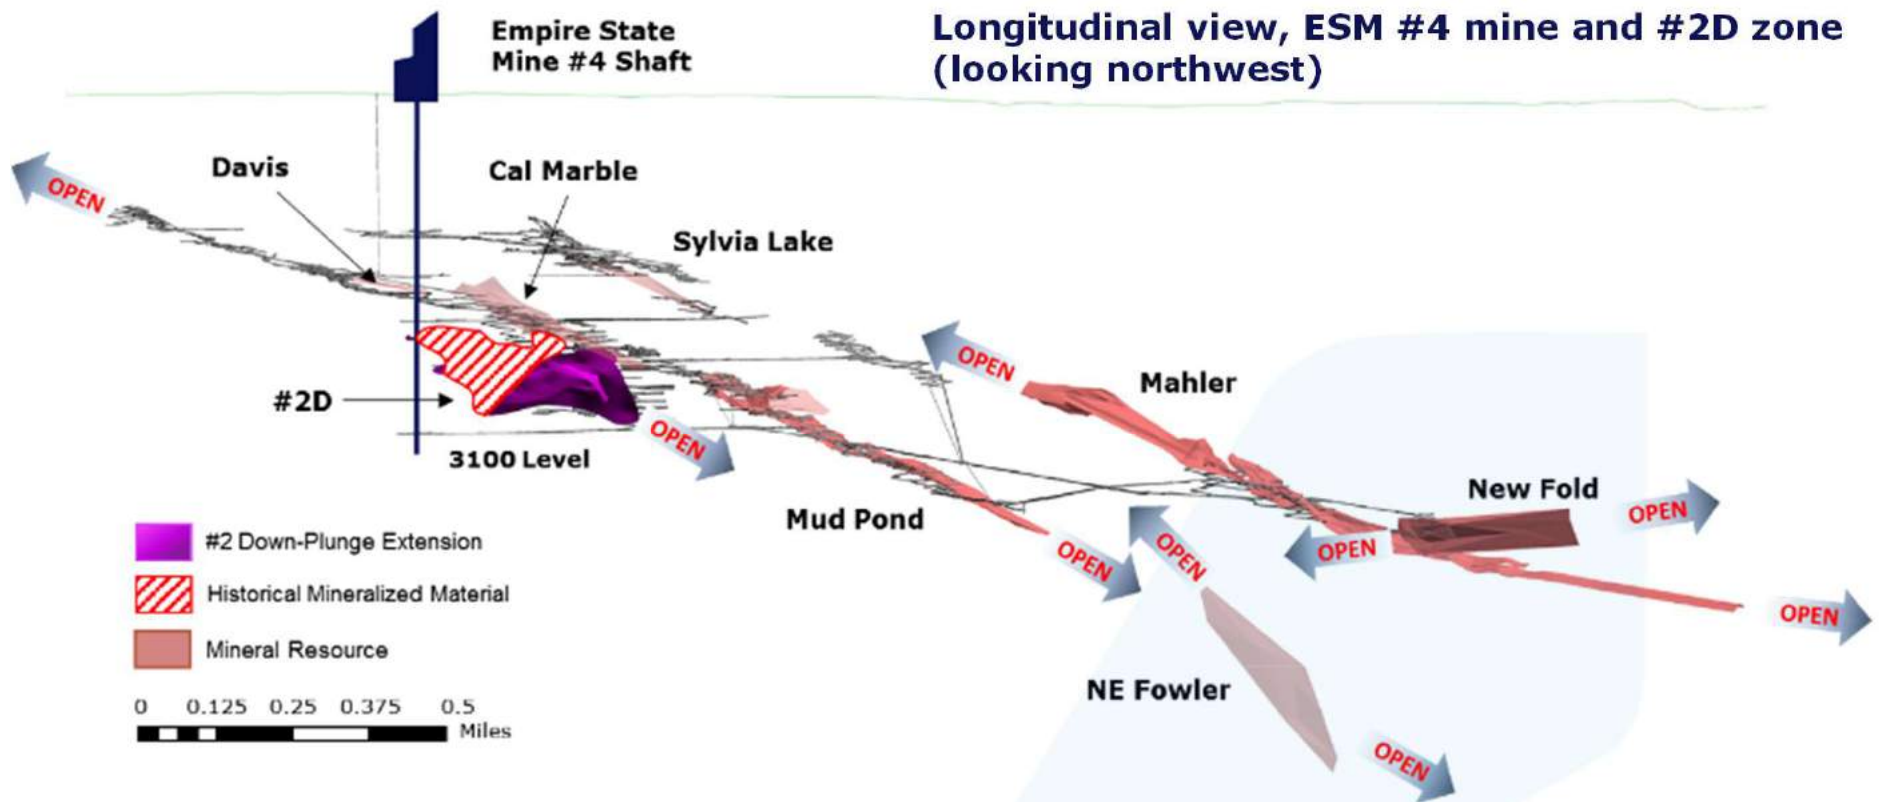 Empire State
Mine #4 Shaft
Longitudinal view, ESM #4 mine and #2D zone
(looking northwest)
Davis
Cal Marble
OPEN
Sylvia Lake
OPEN
Mahler
#2D
OPEN
3100 Level
New Fold
OPEN
Mud Pond
OPEN
OPEN
OPEN
OPEN
#2 Down-Plunge Extension
Historical Mineralized Material
OPEN
Mineral Resource
NE Fowler
0 0.125 0.25 0.375 0.5
Miles
OPEN